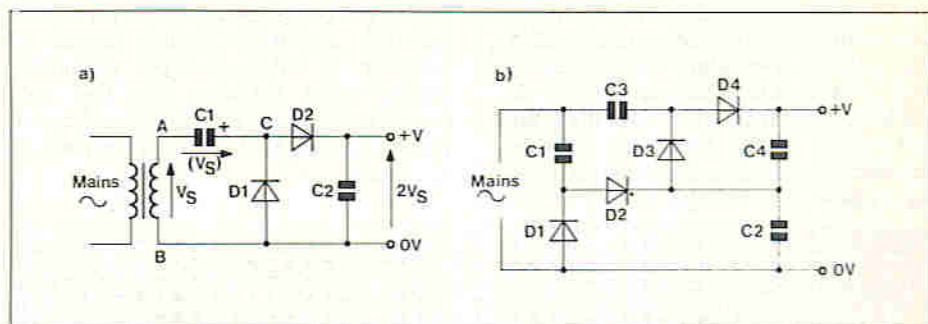 a)
C1
+
A
C
D2
+V
(VS)
Mains
VS
D1
C2
2VS
B
0V
b)
C3
D4
+V
C1
D3
C4
Mains
D2
D1
C2
0V